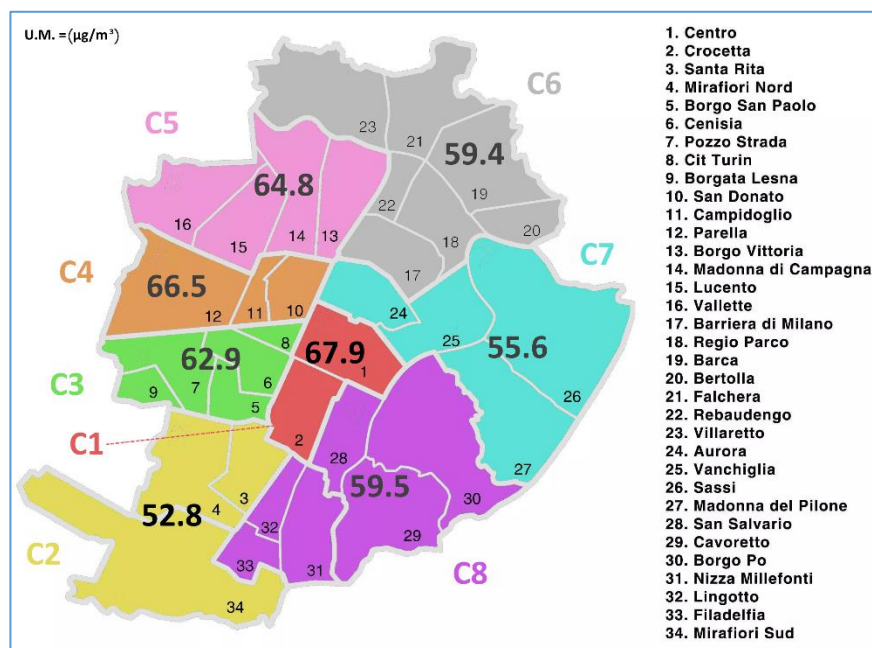 U.M. =(µg/m³)
C6
23
21
C5
59.4
64.8
19
22
16
20
18
13
14
15
C7
C4
17
66.5
10
11
24
12
25
67.9
62.9
8
55.6
1
C3
7
6
9
26
5
C1
2
28
27
3
59.5
4
30
52.8
32
29
C2
33
31
C8
34
1. Centro
2. Crocetta
3. Santa Rita
4. Mirafiori Nord
5. Borgo San Paolo
6. Cenisia
7. Pozzo Strada
8. Cit Turin
9. Borgata Lesna
10. San Donato
11. Campidoglio
12. Parella
13. Borgo Vittoria
14. Madonna di Campagna
15. Lucento
16. Vallette
17. Barriera di Milano
18. Regio Parco
19. Barca
20. Bertolla
21. Falchera
22. Rebaudengo
23. Villaretto
24. Aurora
25. Vanchiglia
26. Sassi
27. Madonna del Pilone
28. San Salvario
29. Cavoretto
30. Borgo Po
31. Nizza Millefonti
32. Lingotto
33. Filadelfia
34. Mirafiori Sud